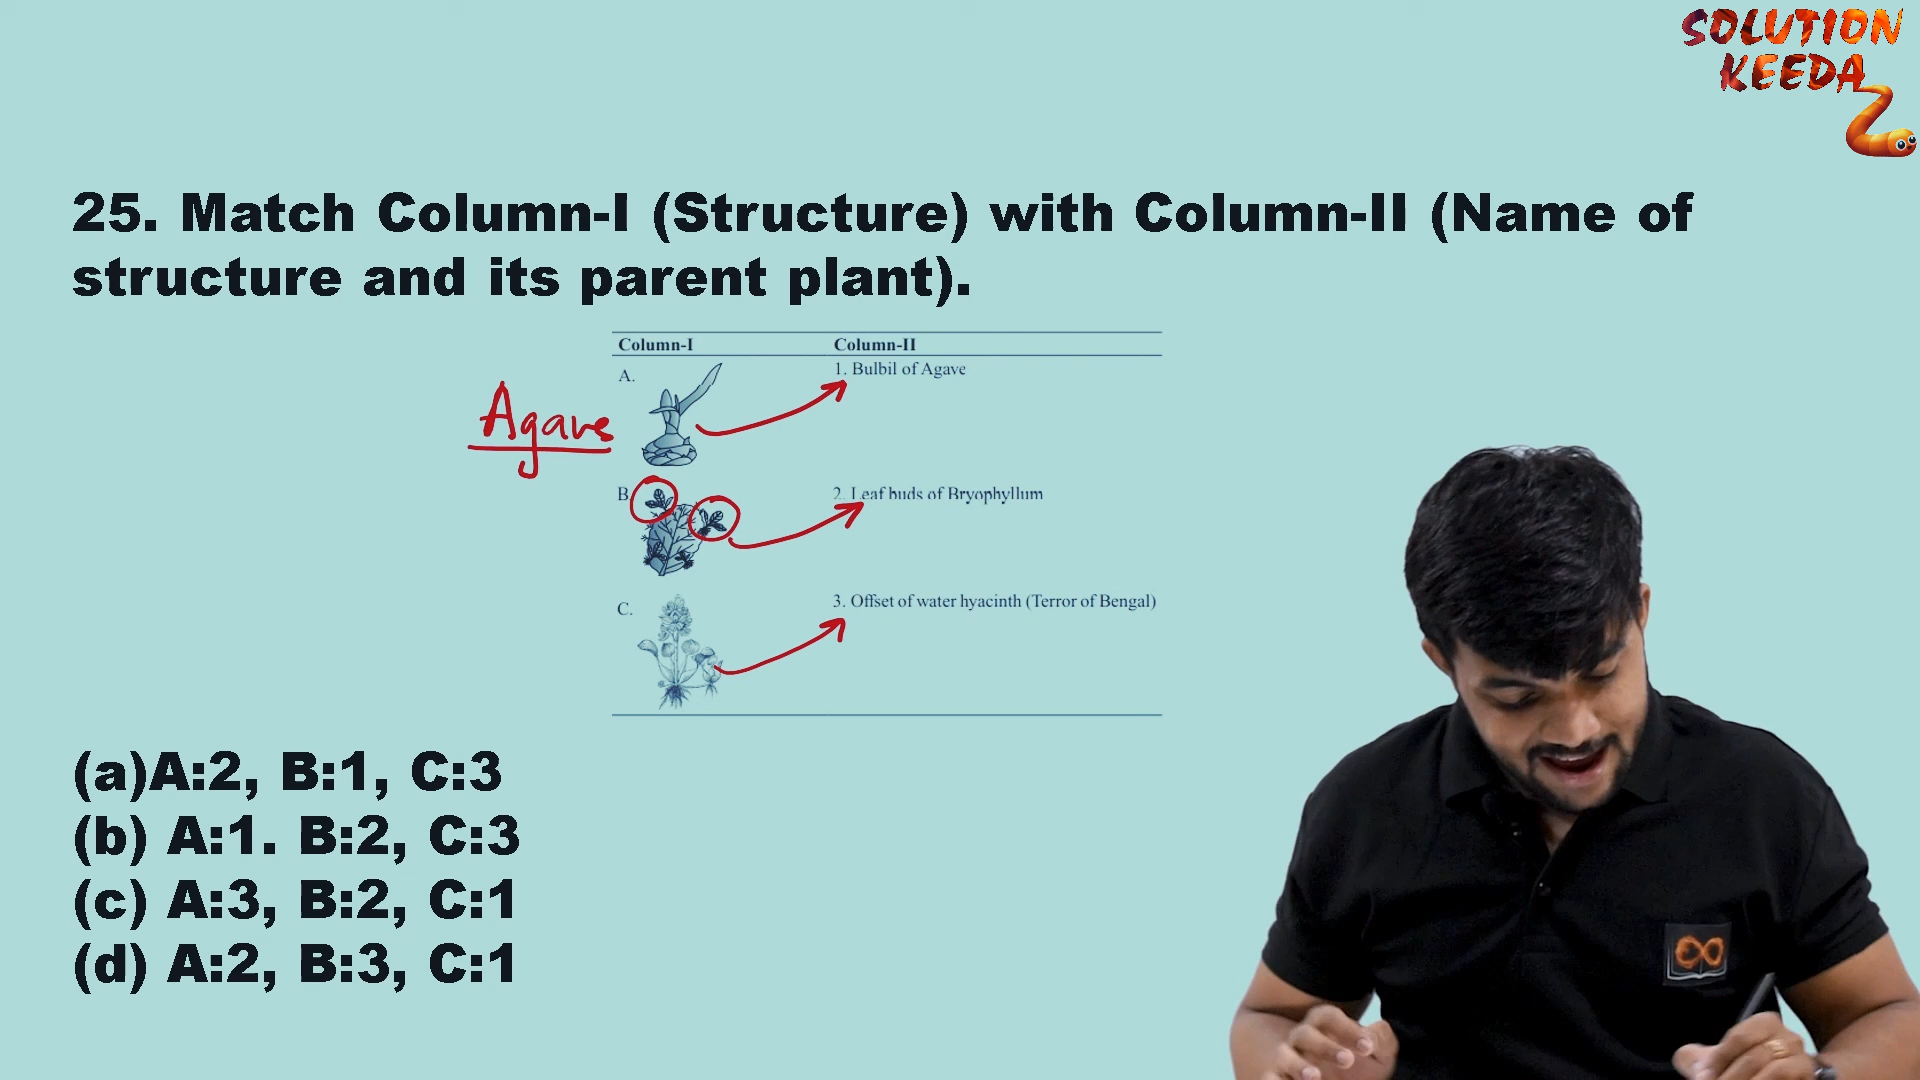 SOLUTION
KEEDA
25. Match Column-I (Structure) with Column-II (Name of
structure and its parent plant).
Column-I Column-II
A. 1. Bulbil of Agave
Agave
B. 2. Leaf buds of Bryophyllum
C. 3. Offset of water hyacinth (Terror of Bengal)
(a)A:2, B:1, C:3
(b) A:1. B:2, C:3
(c) A:3, B:2, C:1
(d) A:2, B:3, C:1